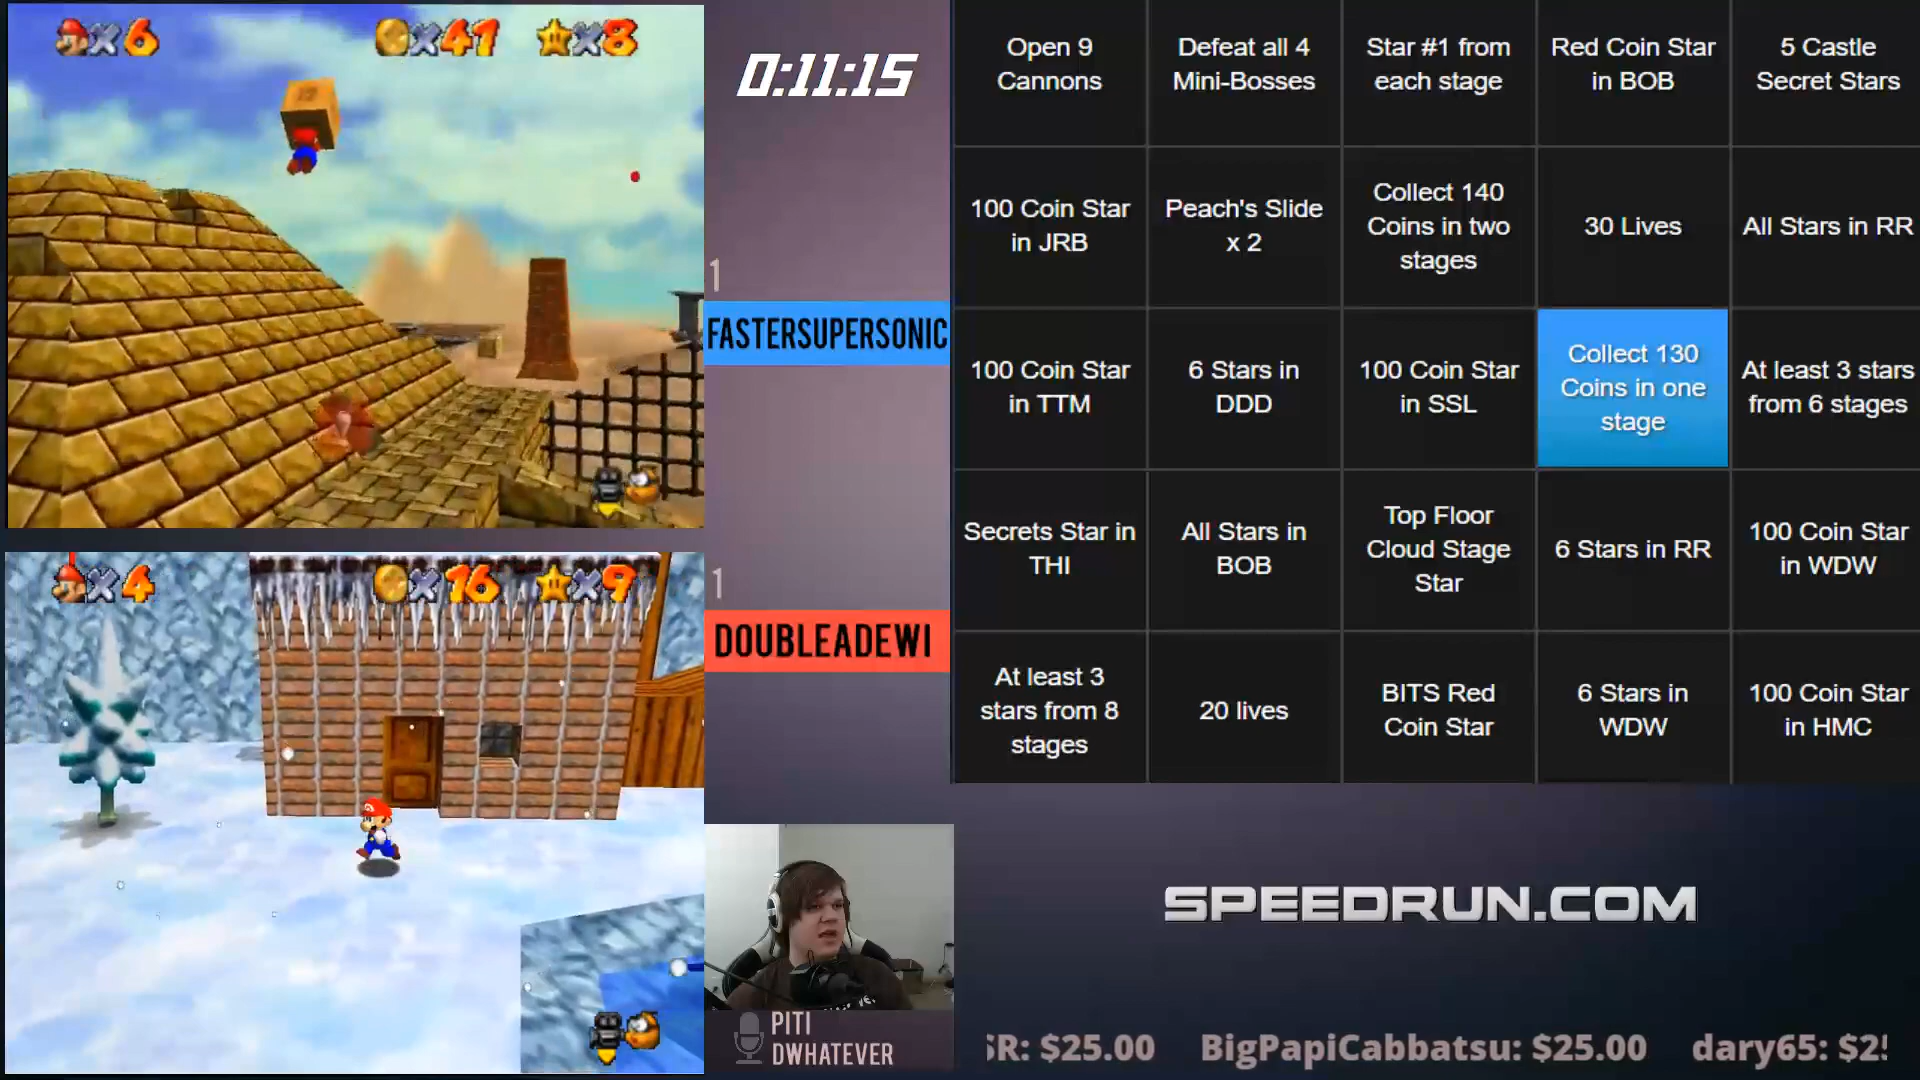 x6
x41
x8
0:11:15
1
FASTERSUPERSONIC
1
DOUBLEADEWI
x4
x16
x9
Open 9
Cannons
Defeat all 4
Mini-Bosses
Star #1 from
each stage
Red Coin Star
in BOB
5 Castle
Secret Stars
100 Coin Star
in JRB
Peach's Slide
x 2
Collect 140
Coins in two
stages
30 Lives
All Stars in RR
100 Coin Star
in TTM
6 Stars in
DDD
100 Coin Star
in SSL
Collect 130
Coins in one
stage
At least 3 stars
from 6 stages
Secrets Star in
THI
All Stars in
BOB
Top Floor
Cloud Stage
Star
6 Stars in RR
100 Coin Star
in WDW
At least 3
stars from 8
stages
20 lives
BITS Red
Coin Star
6 Stars in
WDW
100 Coin Star
in HMC
PITI
DWHATEVER
SPEEDRUN.COM
SR: $25.00 BigPapiCabbatsu: $25.00 dary65: